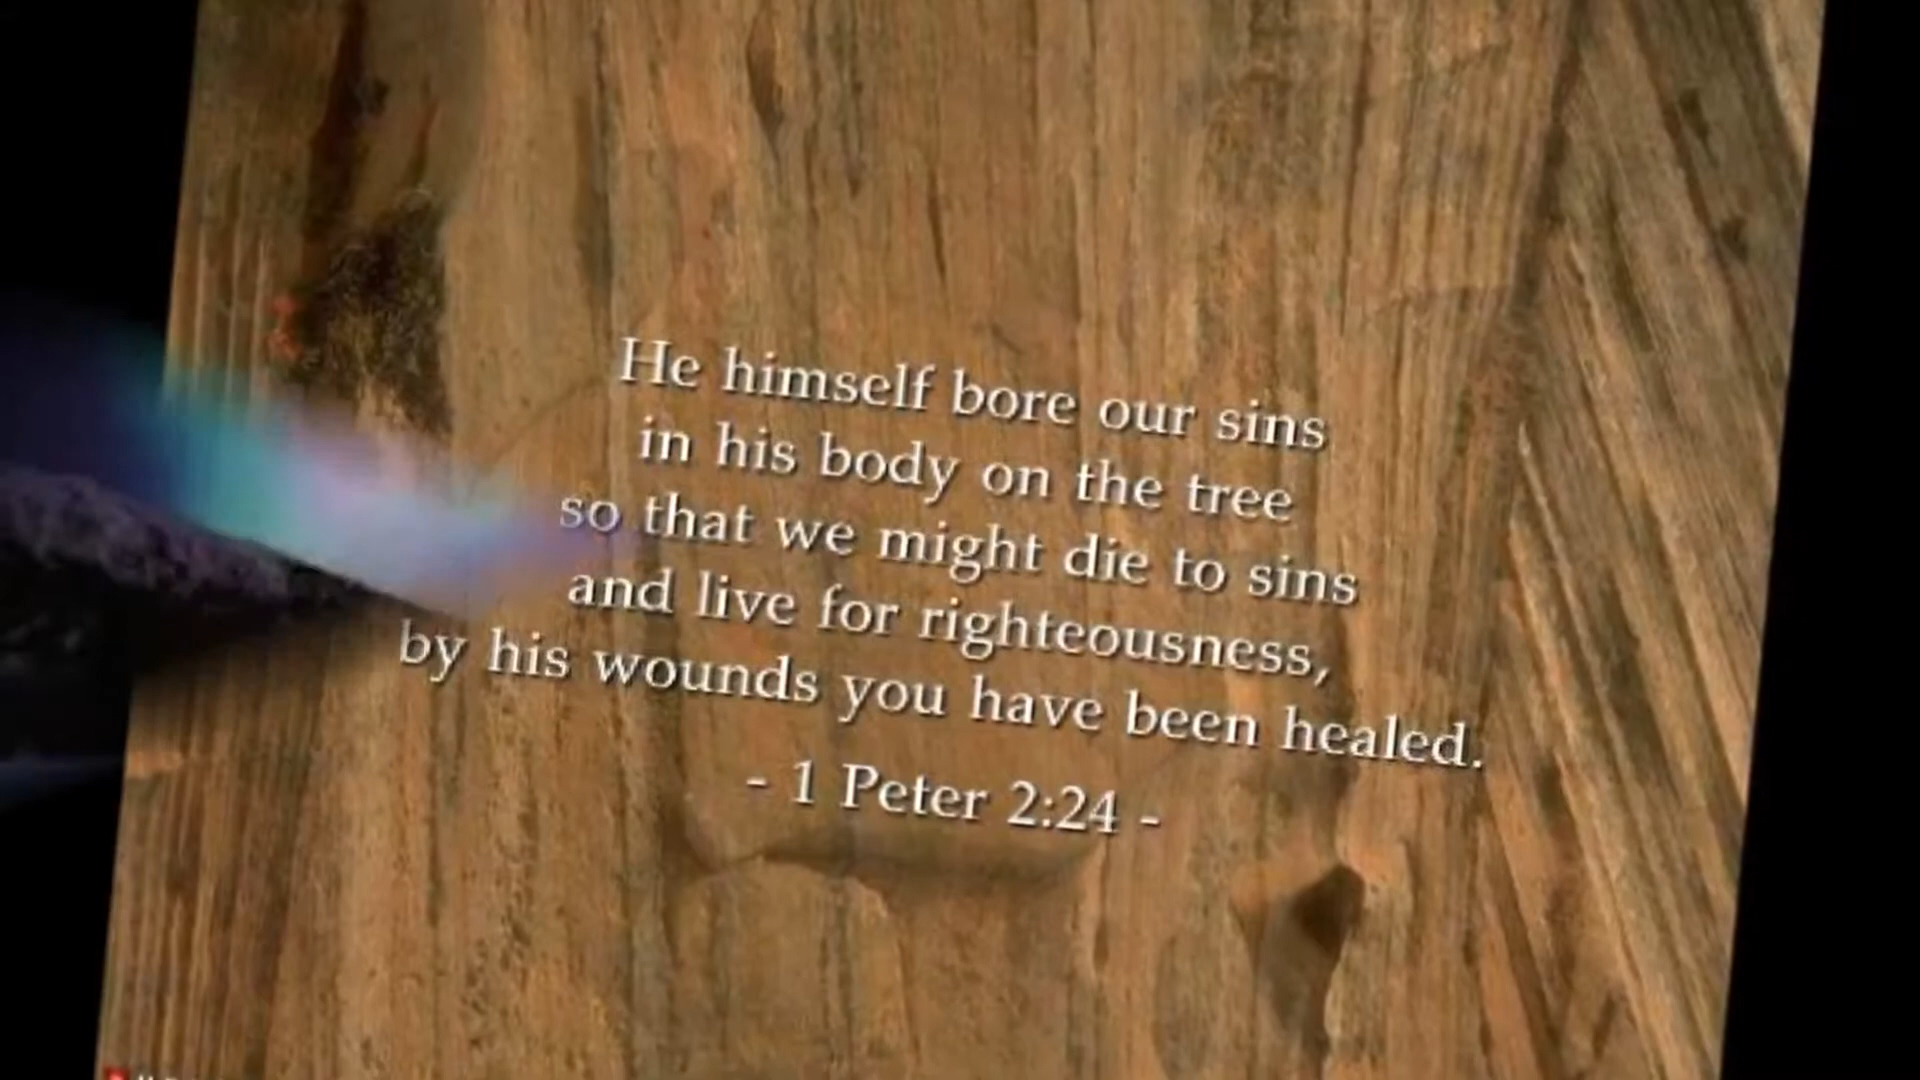 He himself bore our sins
in his body on the tree
so that we might die to sins
and live for righteousness,
by his wounds you have been healed.
- 1 Peter 2:24 -